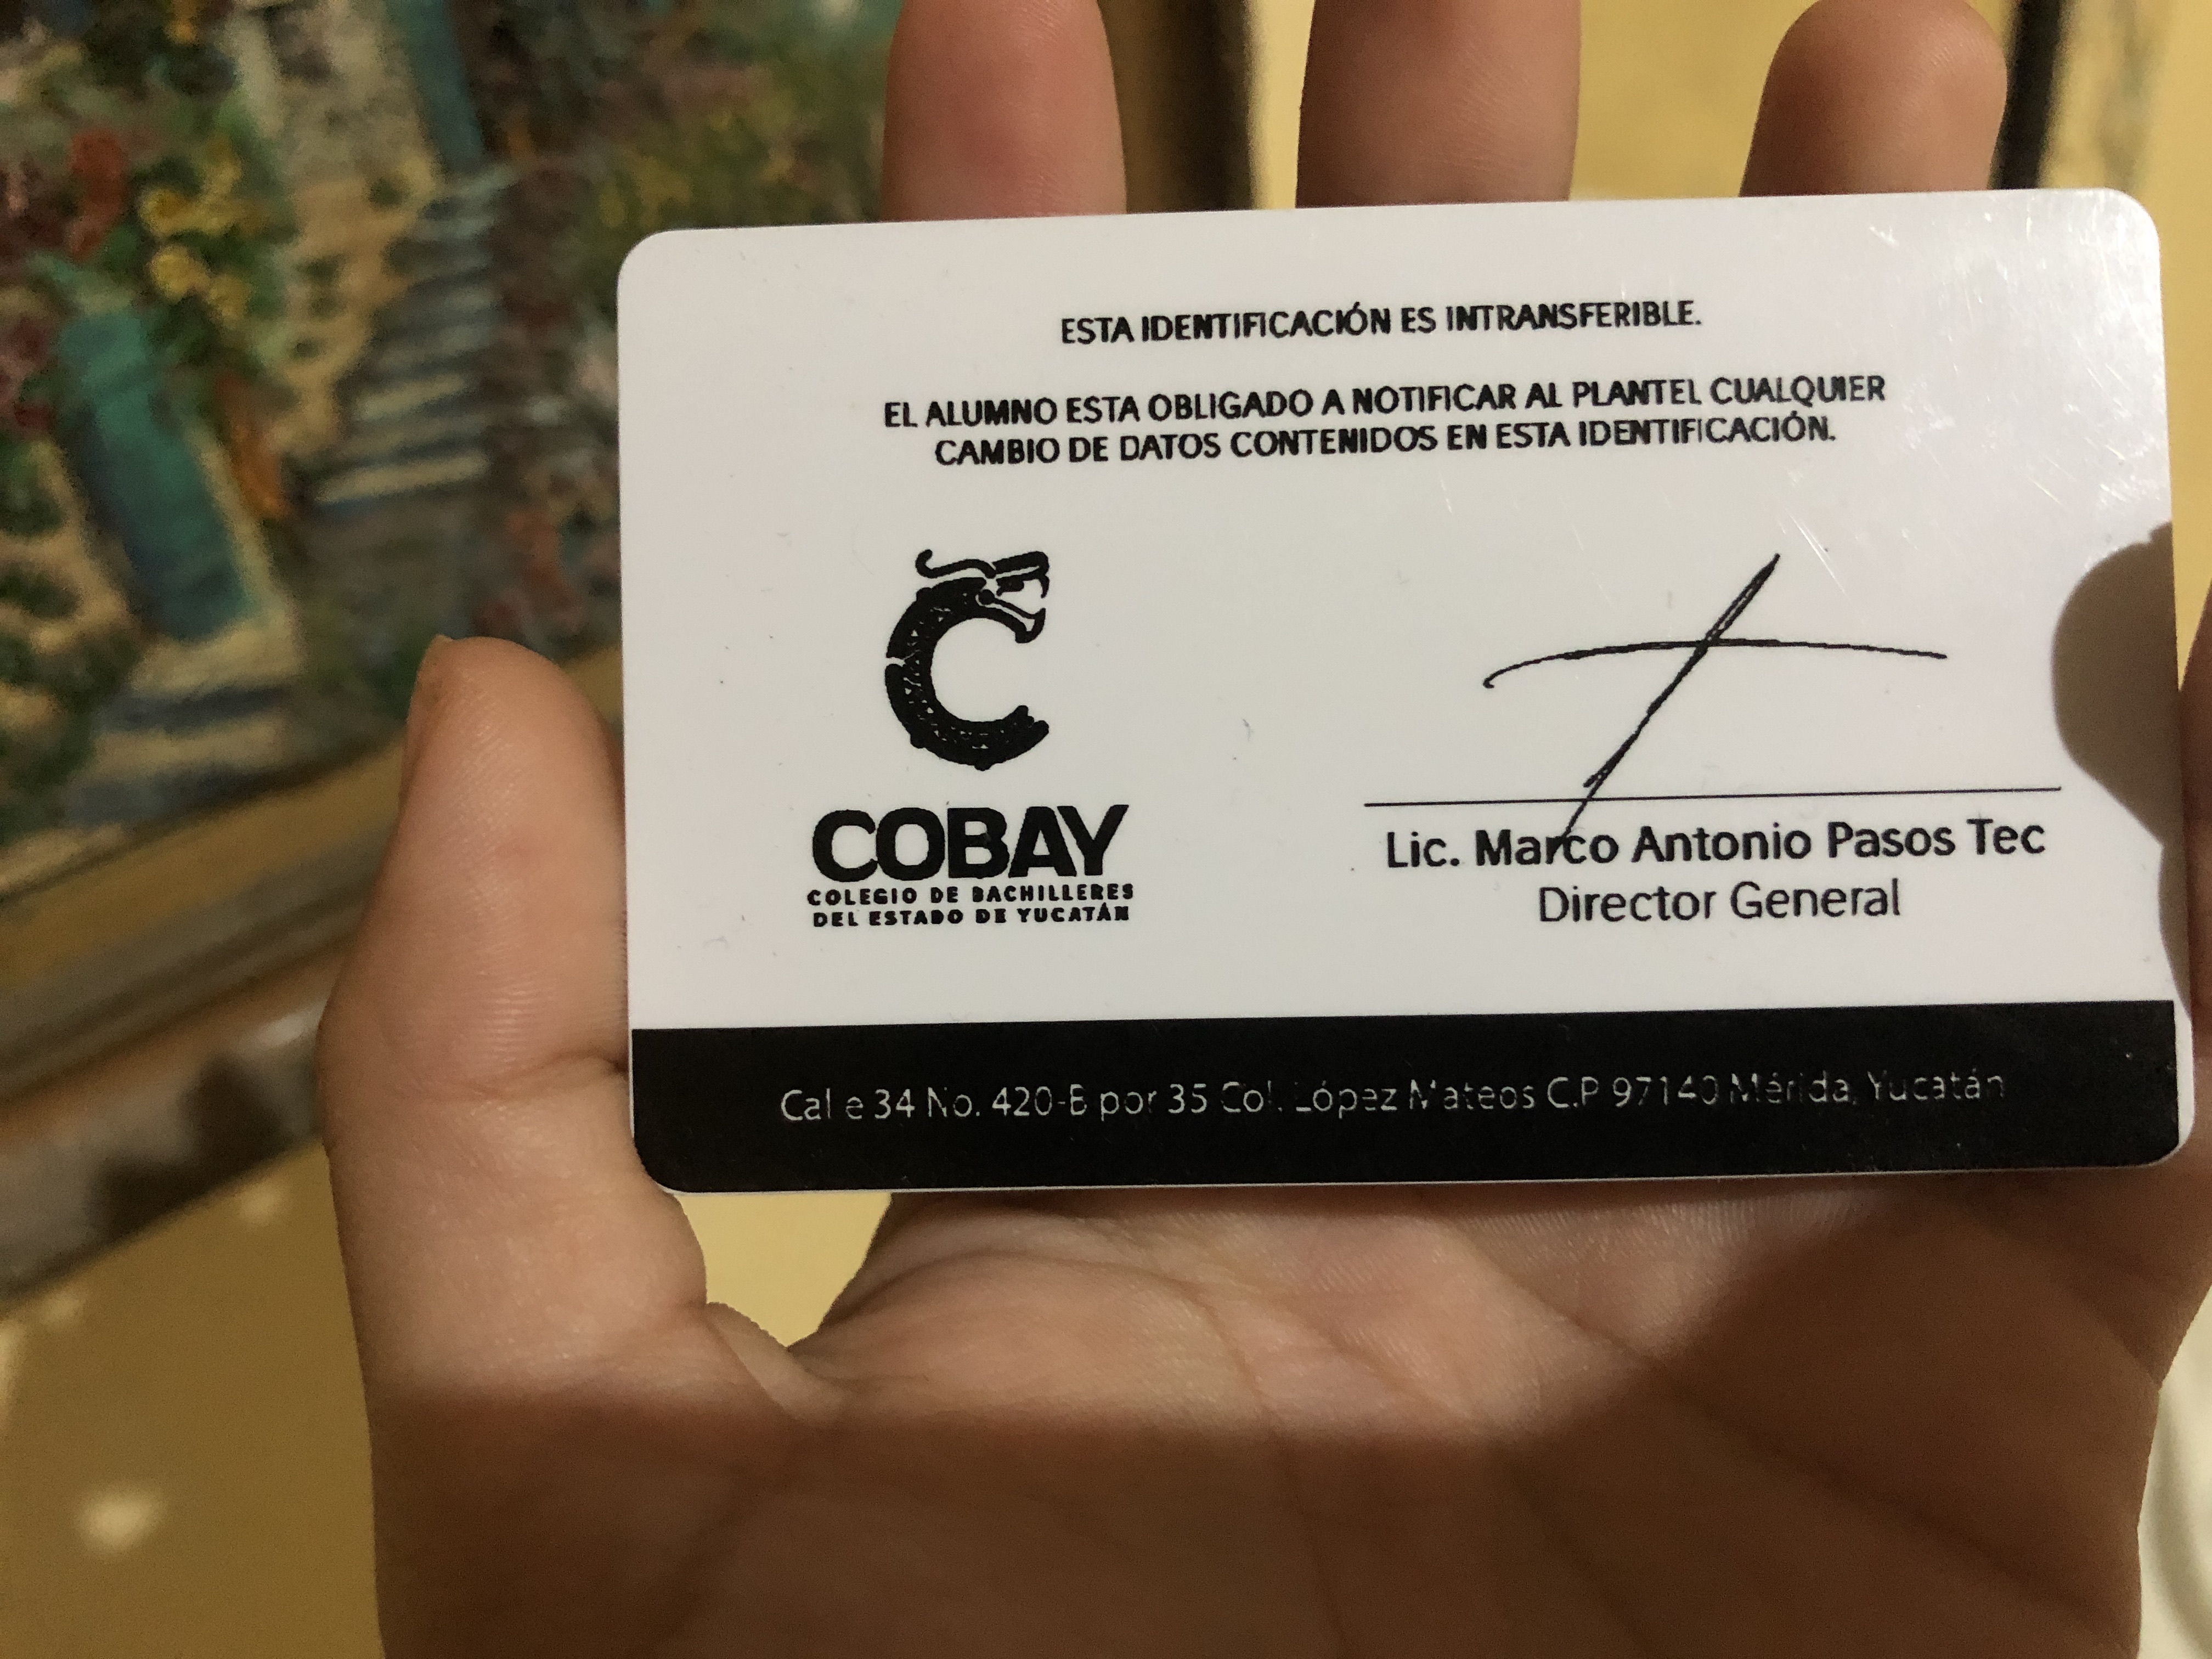 ESTA IDENTIFICACIÓN ES INTRANSFERIBLE.
EL ALUMNO ESTA OBLIGADO A NOTIFICAR AL PLANTEL CUALQUIER
CAMBIO DE DATOS CONTENIDOS EN ESTA IDENTIFICACIÓN.
COBAY
COLEGIO DE BACHILLERES
DEL ESTADO DE YUCATÁN
Lic. Marco Antonio Pasos Tec
Director General
Calle 34 No. 420-B por 35 Col. López Mateos C.P 97140 Mérida, Yucatán